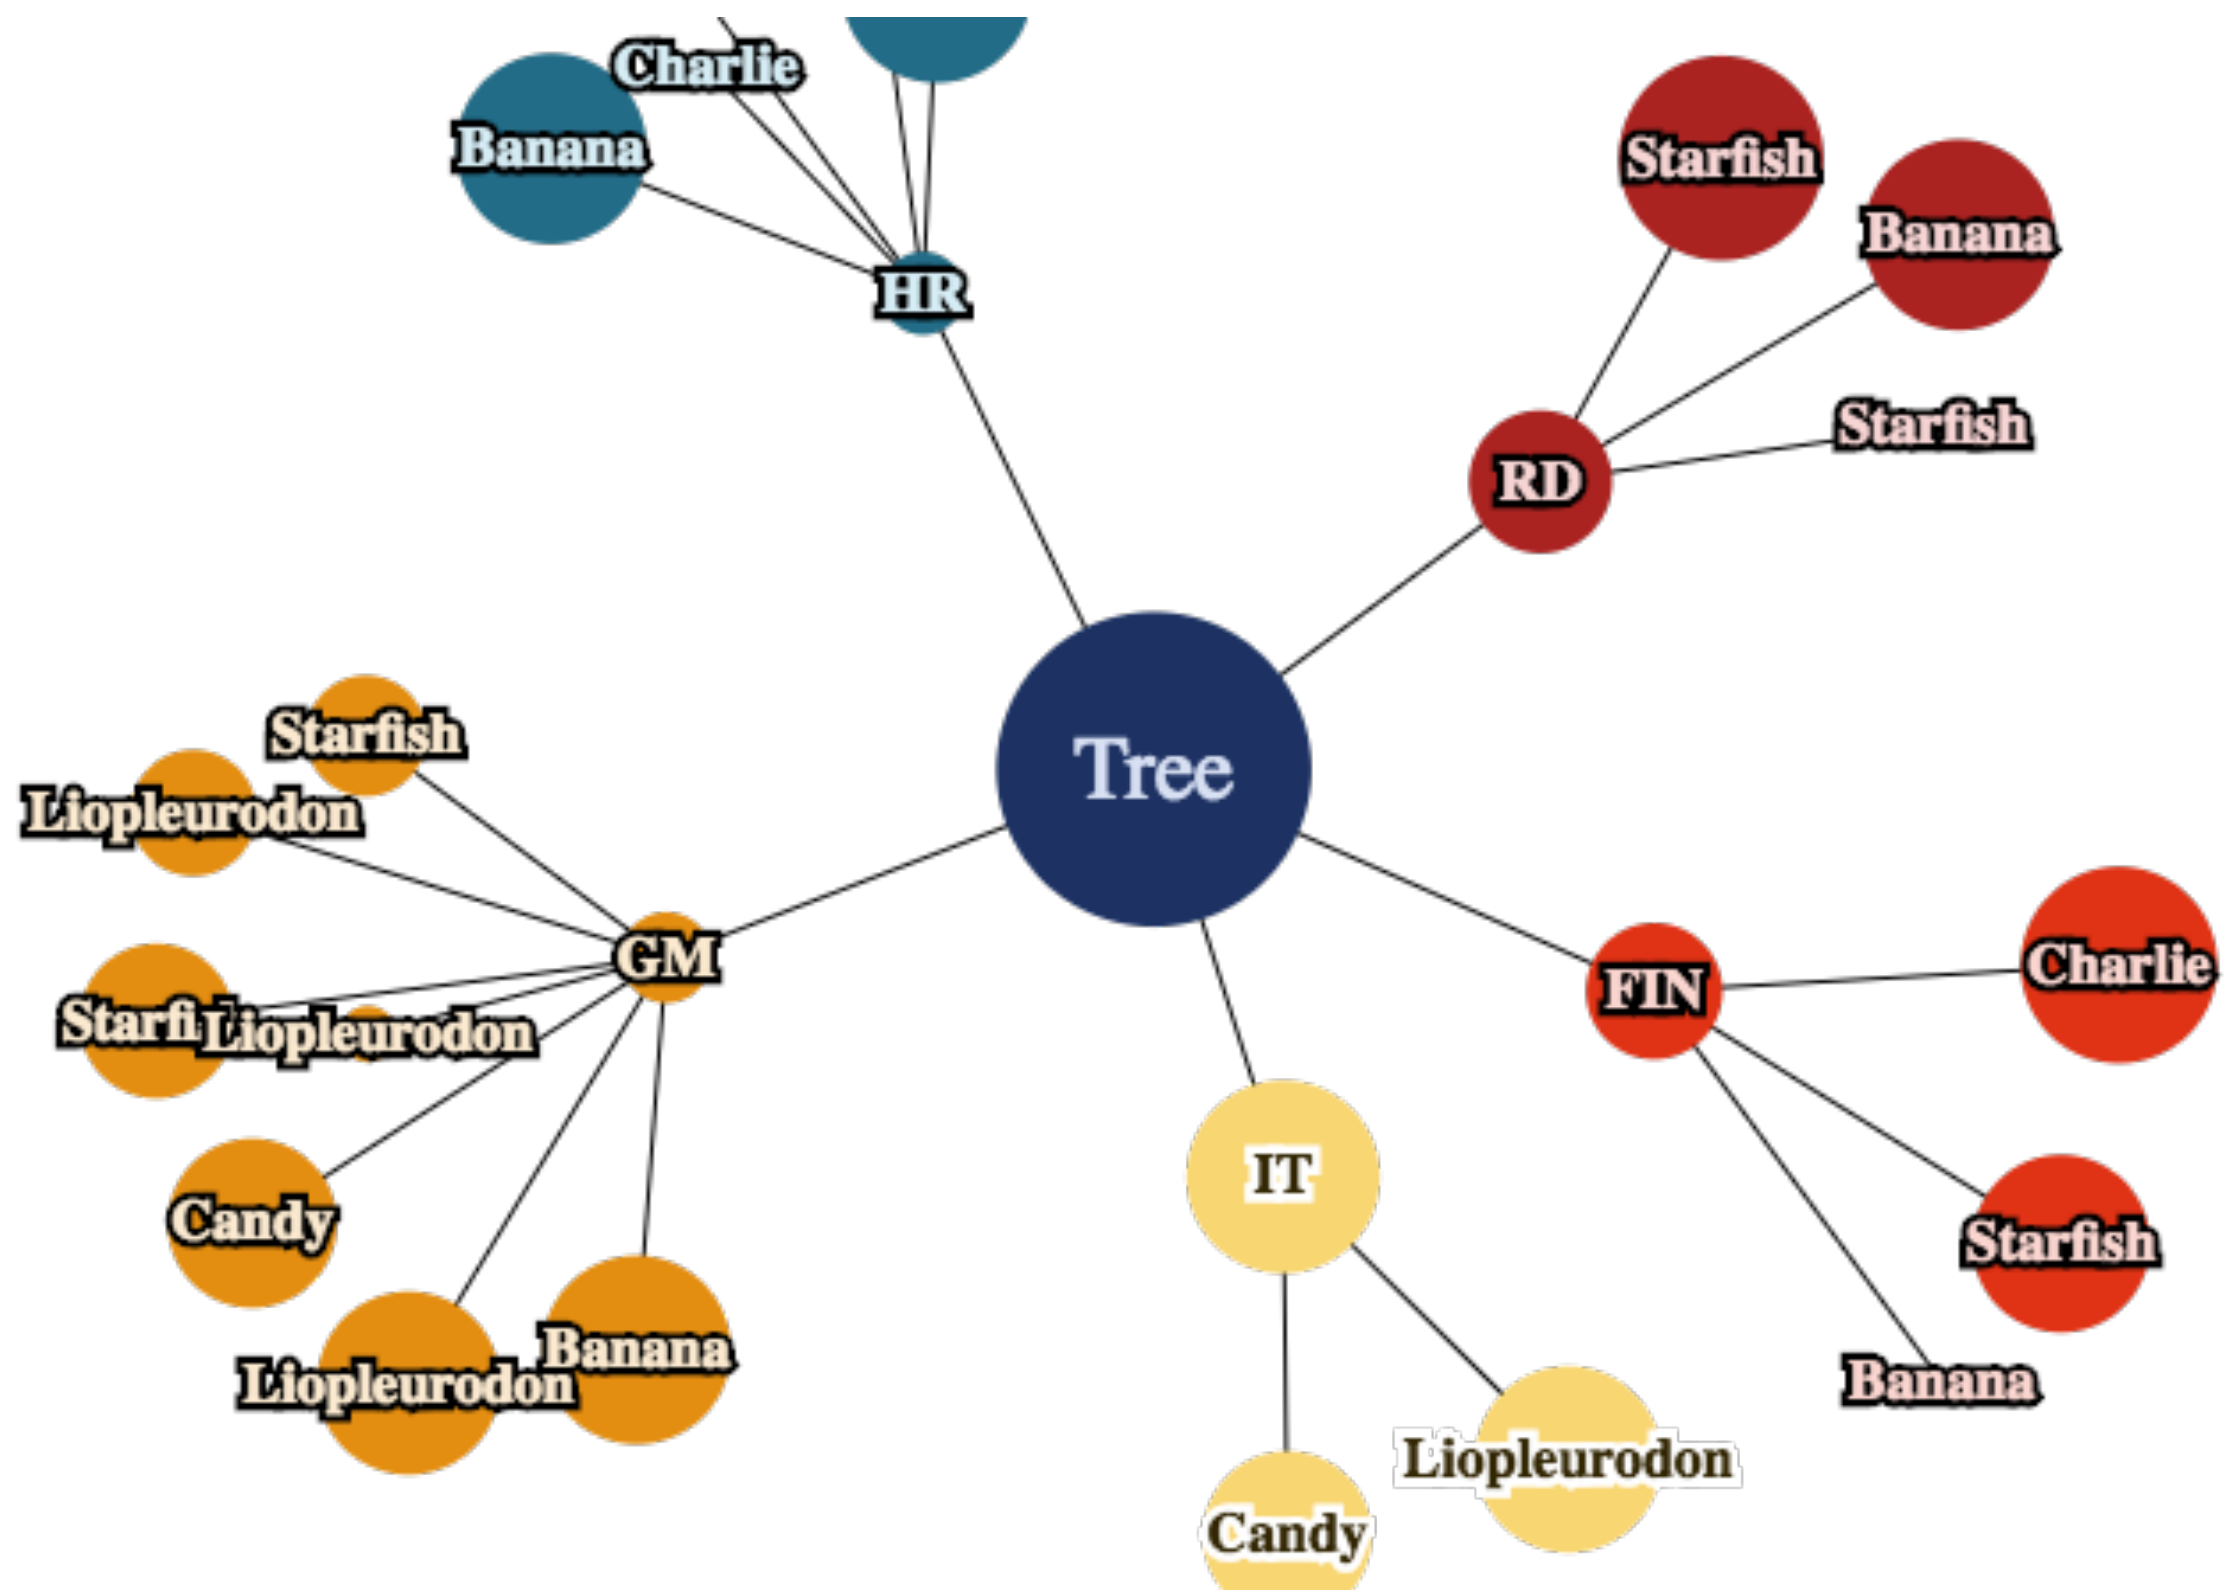 Charlie
Banana
HR
Starfish
Banana
Starfish
RD
Tree
Starfish
Liopleurodon
GM
Starfi
Liopleurodon
Candy
Liopleurodon
Banana
FIN
Charlie
Starfish
Banana
IT
Liopleurodon
Candy